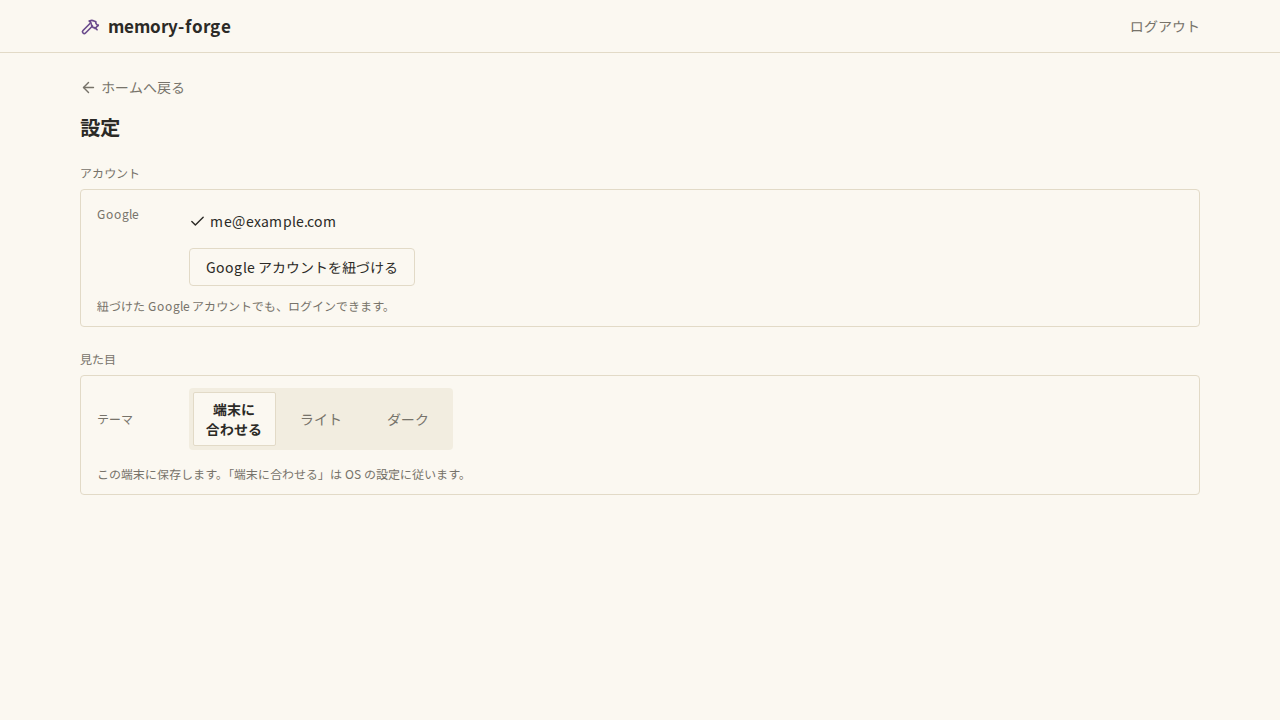 memory-forge
ログアウト
ホームへ戻る
設定
アカウント
Google
me@example.com
Google アカウントを紐づける
紐づけた Google アカウントでも、ログインできます。
見た目
テーマ
端末に
合わせる
ライト
ダーク
この端末に保存します。「端末に合わせる」は OS の設定に従います。